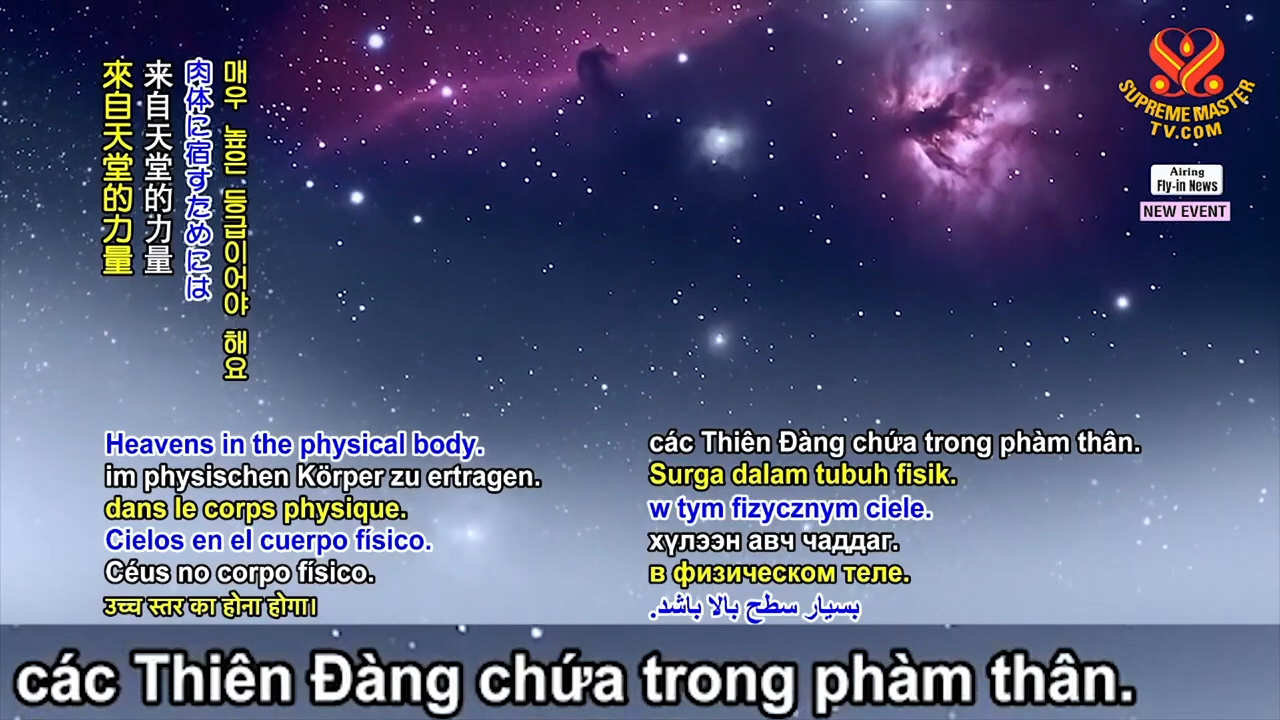 來自天堂的力量
来自天堂的力量
肉体に宿すためには
매우 높은 등급이어야 해요
SUPREME MASTER
TV.COM
Airing
Fly-in News
NEW EVENT
Heavens in the physical body.
im physischen Körper zu ertragen.
dans le corps physique.
Cielos en el cuerpo físico.
Céus no corpo físico.
उच्च स्तर का होना होगा।
các Thiên Đàng chứa trong phàm thân.
Surga dalam tubuh fisik.
w tym fizycznym ciele.
хүлээн авч чаддаг.
в физическом теле.
بسیار سطح بالا باشد.
các Thiên Đàng chứa trong phàm thân.